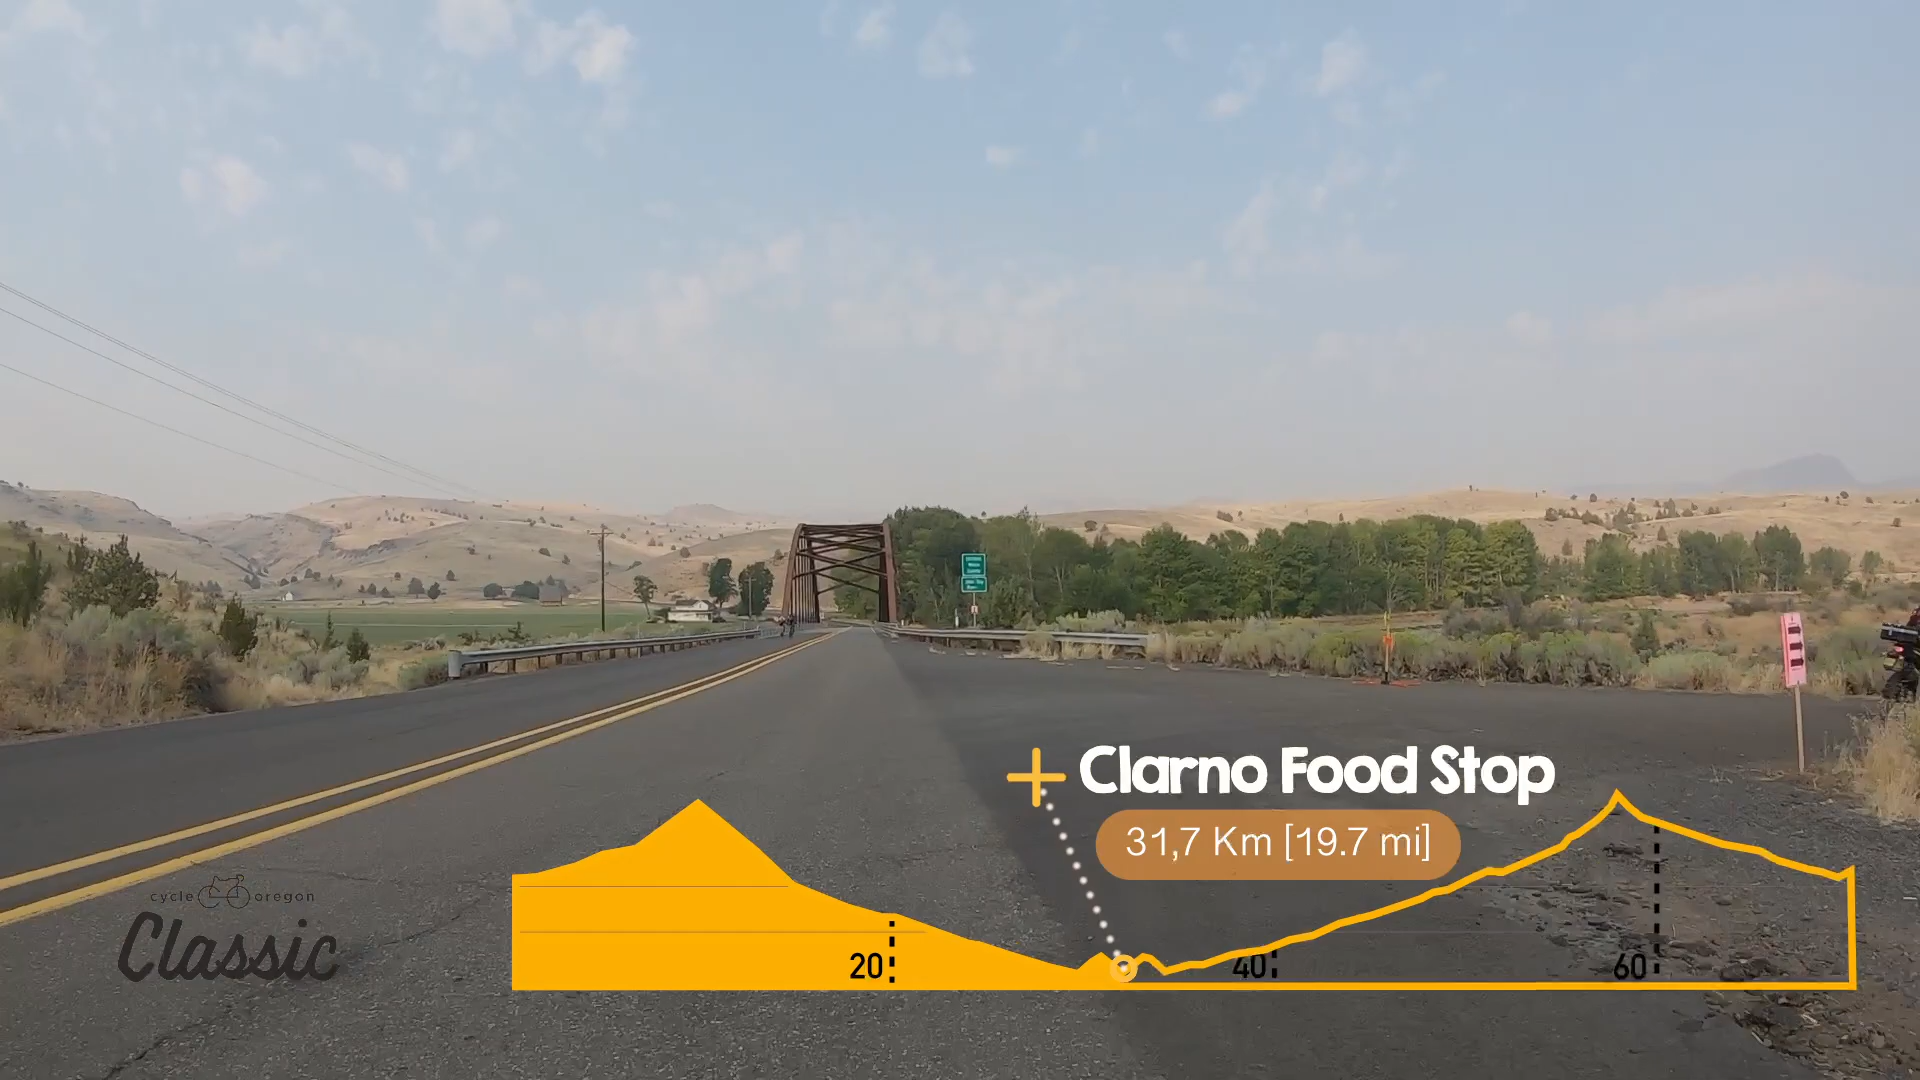 Clarno Food Stop
31,7 Km [19.7 mi]
cycle oregon
Classic
20
40
60